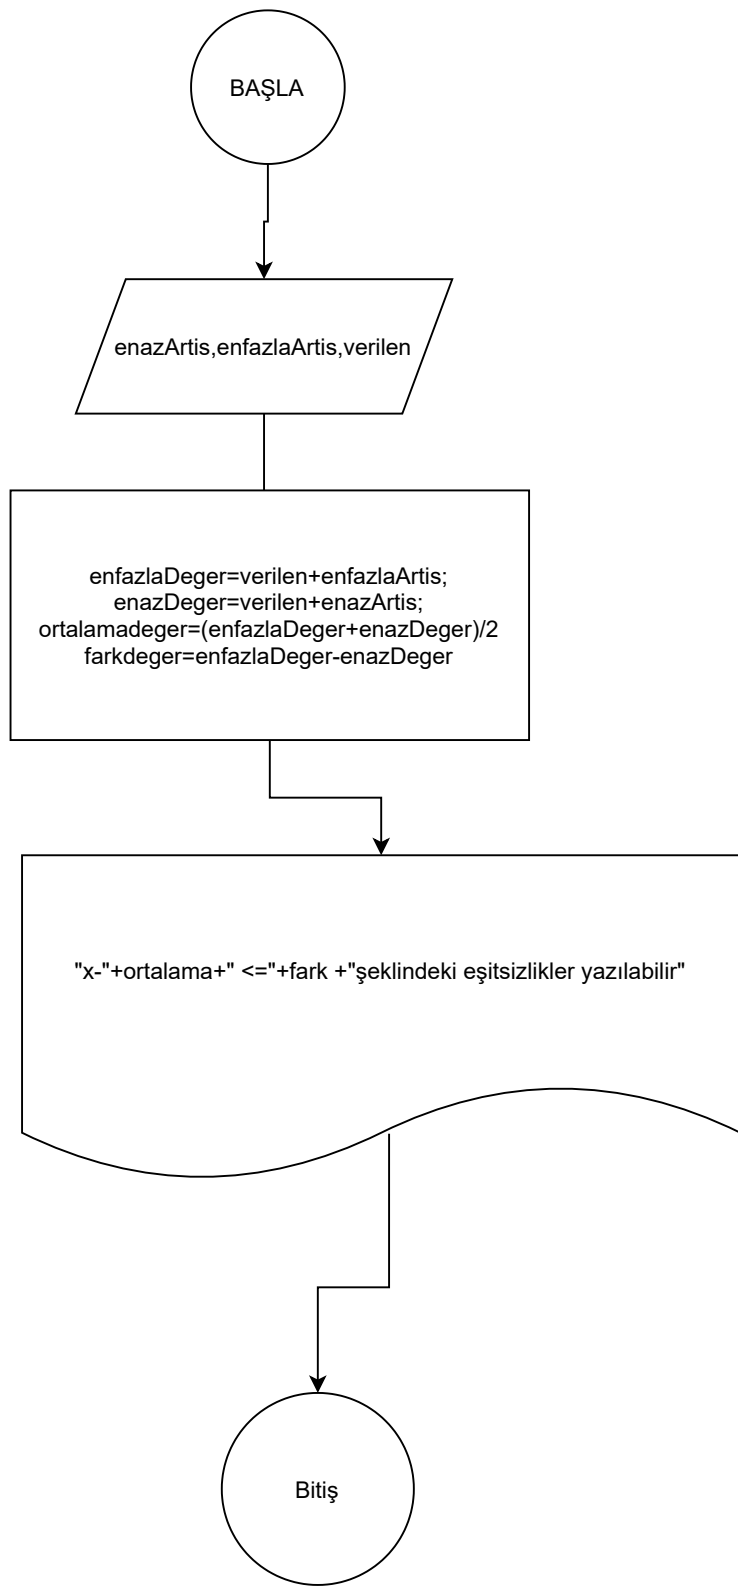 BAŞLA
enazArtis,enfazlaArtis,verilen
enfazlaDeger=verilen+enfazlaArtis;
enazDeger=verilen+enazArtis;
ortalamadeger=(enfazlaDeger+enazDeger)/2
farkdeger=enfazlaDeger-enazDeger
"x-"+ortalama+" <="+fark +"şeklindeki eşitsizlikler yazılabilir"
Bitiş